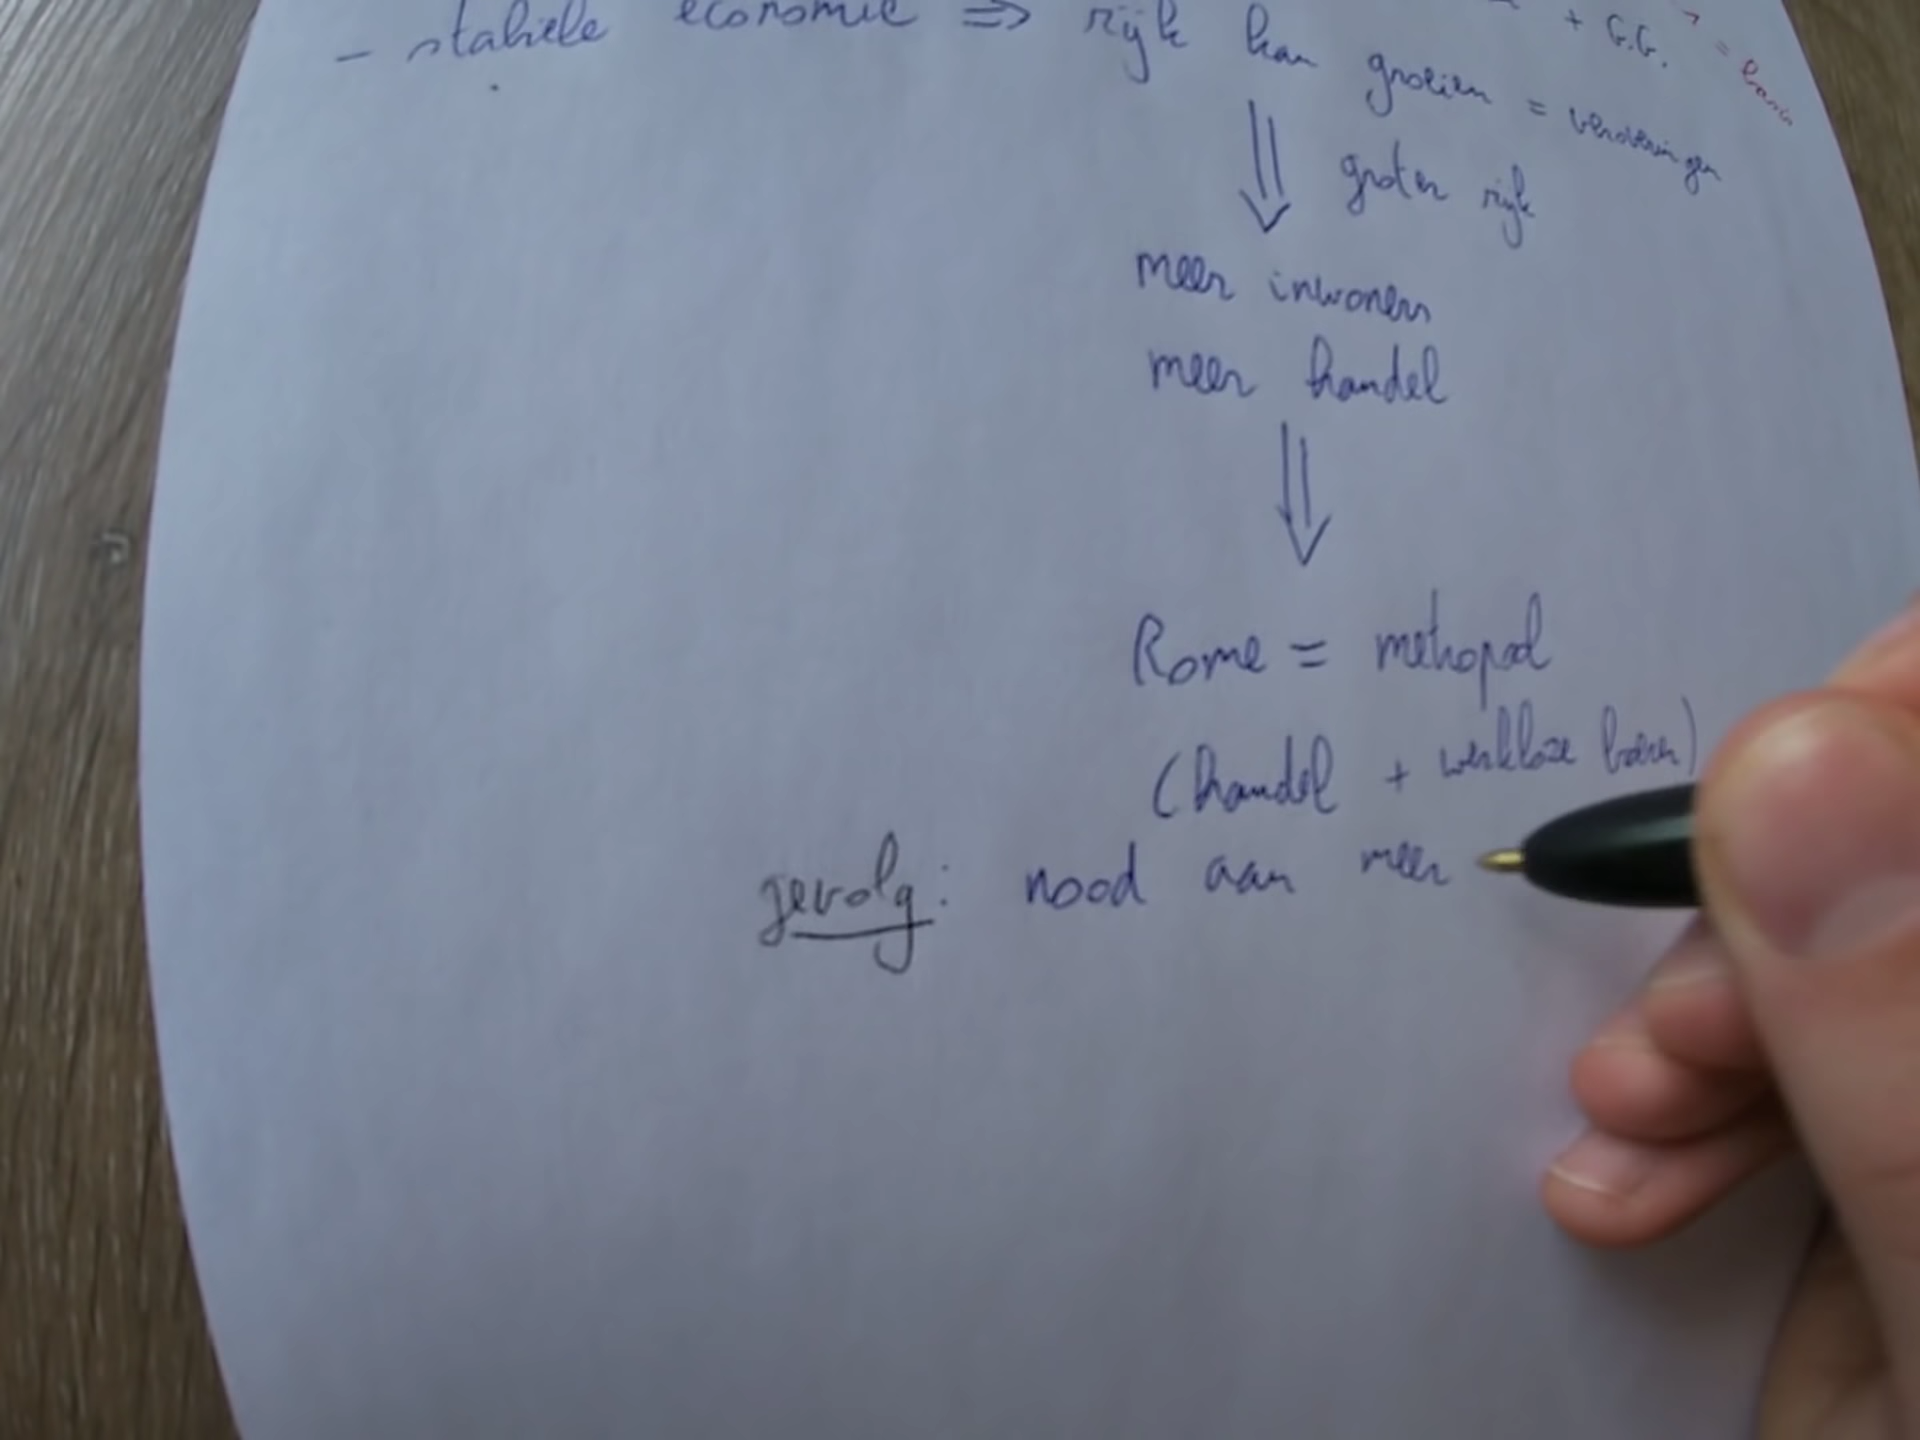 + G.G. =
- stabiele economie ⇒ rijk kan groeien = veroveringen
groter rijk
meer inwoners
meer handel
Rome = metropool
(handel + werkloze boeren)
gevolg: nood aan meer